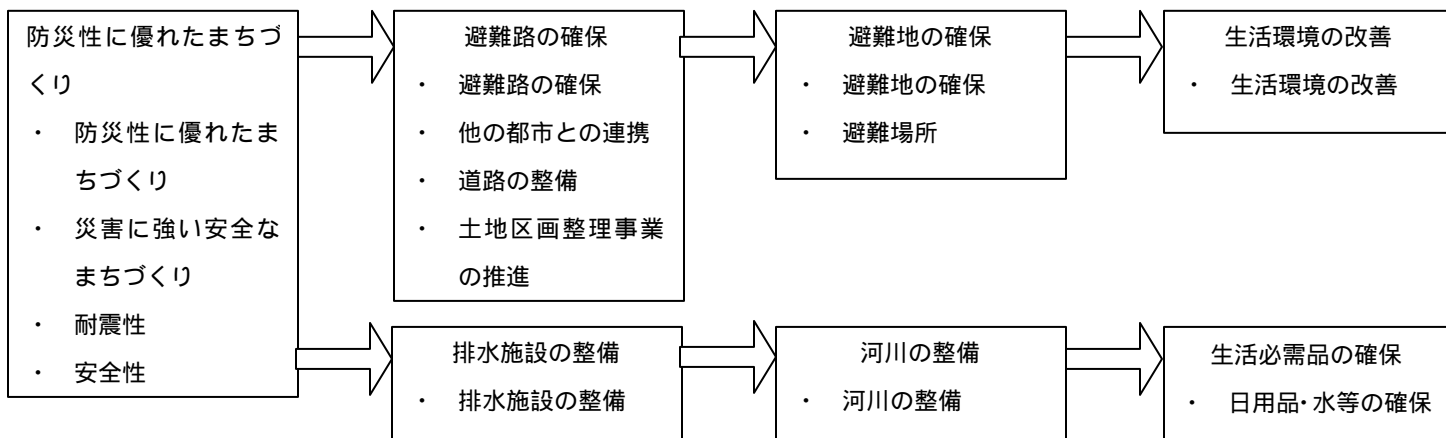 防災性に優れたまちづ
くり
・ 防災性に優れたま
ちづくり
・ 災害に強い安全な
まちづくり
・ 耐震性
・ 安全性
避難路の確保
・ 避難路の確保
・ 他の都市との連携
・ 道路の整備
・ 土地区画整理事業
の推進
避難地の確保
・ 避難地の確保
・ 避難場所
生活環境の改善
・ 生活環境の改善
排水施設の整備
・ 排水施設の整備
河川の整備
・ 河川の整備
生活必需品の確保
・ 日用品・水等の確保